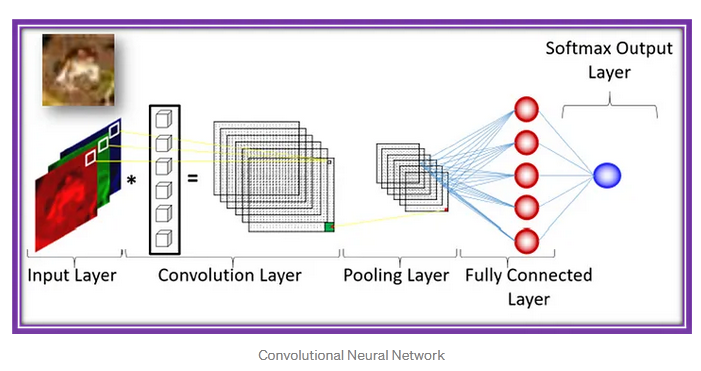 Softmax Output
Layer
*
=
Input Layer
Convolution Layer
Pooling Layer
Fully Connected
Layer
Convolutional Neural Network